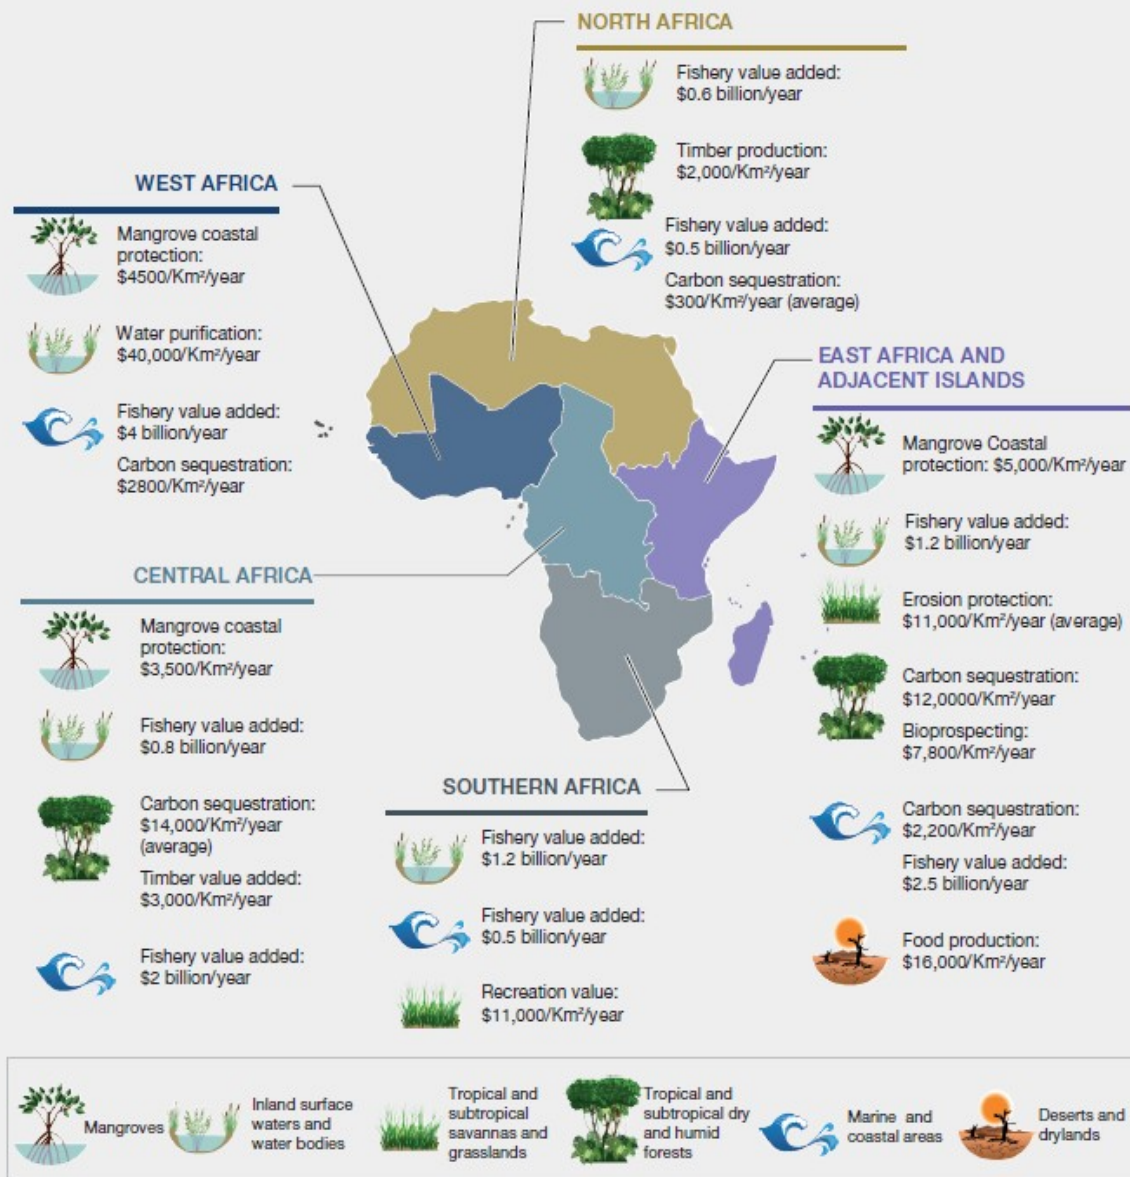 NORTH AFRICA
Fishery value added:
$0.6 billion/year
Timber production:
$2,000/Km²/year
Fishery value added:
$0.5 billion/year
Carbon sequestration:
$300/Km²/year (average)
WEST AFRICA
Mangrove coastal
protection:
$4500/Km²/year
Water purification:
$40,000/Km²/year
Fishery value added:
$4 billion/year
Carbon sequestration:
$2800/Km²/year
EAST AFRICA AND
ADJACENT ISLANDS
Mangrove Coastal
protection: $5,000/Km²/year
Fishery value added:
$1.2 billion/year
Erosion protection:
$11,000/Km²/year (average)
Carbon sequestration:
$12,0000/Km²/year
Bioprospecting:
$7,800/Km²/year
Carbon sequestration:
$2,200/Km²/year
Fishery value added:
$2.5 billion/year
Food production:
$16,000/Km²/year
CENTRAL AFRICA
Mangrove coastal
protection:
$3,500/Km²/year
Fishery value added:
$0.8 billion/year
Carbon sequestration:
$14,000/Km²/year
(average)
Timber value added:
$3,000/Km²/year
Fishery value added:
$2 billion/year
SOUTHERN AFRICA
Fishery value added:
$1.2 billion/year
Fishery value added:
$0.5 billion/year
Recreation value:
$11,000/Km²/year
Mangroves
Inland surface
waters and
water bodies
Tropical and
subtropical
savannas and
grasslands
Tropical and
subtropical dry
and humid
forests
Marine and
coastal areas
Deserts and
drylands